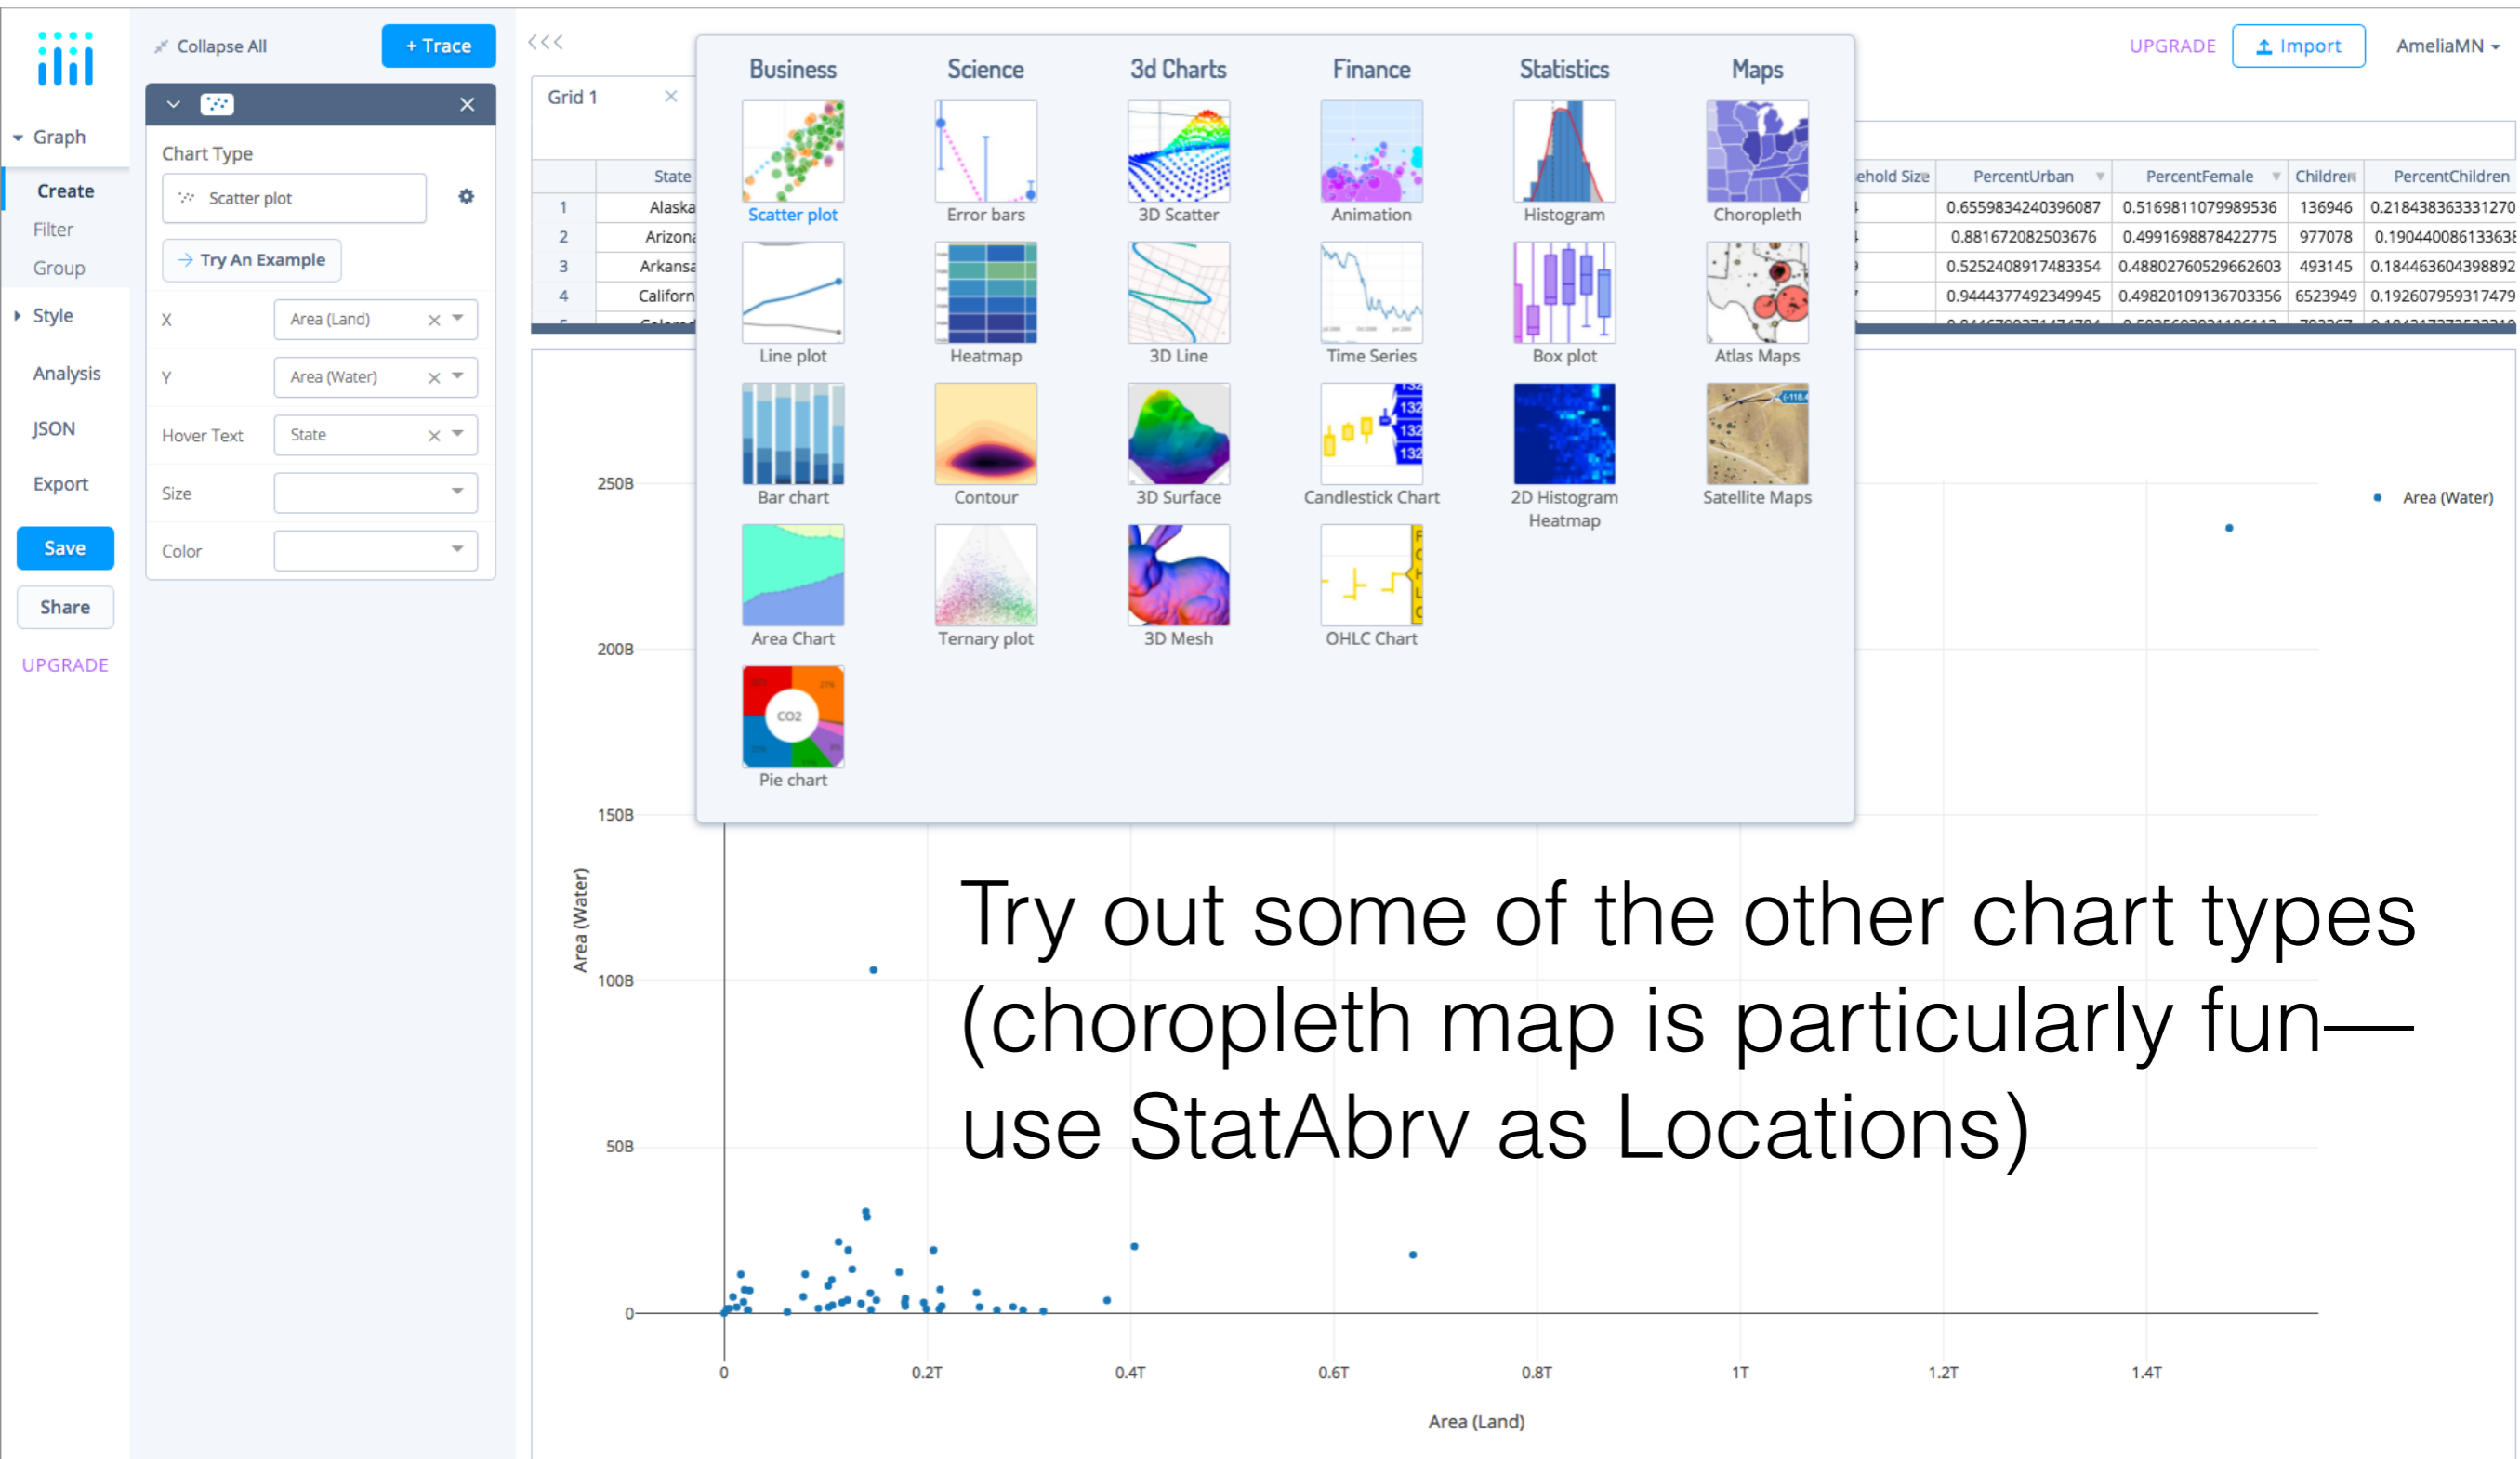 Collapse All
+ Trace
Graph
Create
Filter
Group
Style
Analysis
JSON
Export
Save
Share
UPGRADE
Chart Type
Scatter plot
Try An Example
X Area (Land)
Y Area (Water)
Hover Text State
Size
Color
UPGRADE
Import
AmeliaMN
Grid 1
State
1 Alaska
2
3
4
Business Science 3d Charts Finance Statistics Maps
Scatter plot Error bars 3D Scatter Animation Histogram Choropleth
Line plot Heatmap 3D Line Time Series Box plot Atlas Maps
Bar chart Contour 3D Surface Candlestick Chart 2D Histogram Heatmap Satellite Maps
Area Chart Ternary plot 3D Mesh OHLC Chart
CO2
Pie chart
ehold Size PercentUrban PercentFemale Children PercentChildren
0.6559834240396087 0.5169811079989536 136946 0.218438363331270
0.881672082503676 0.4991698878422775 977078 0.190440086133638
0.5252408917483354 0.48802760529662603 493145 0.184463604398892
0.9444377492349945 0.49820109136703356 6523949 0.192607959317479
Area (Water)
250B
200B
150B
100B
50B
0
Area (Water)
Try out some of the other chart types
(choropleth map is particularly fun—
use StatAbrv as Locations)
0 0.2T 0.4T 0.6T 0.8T 1T 1.2T 1.4T
Area (Land)